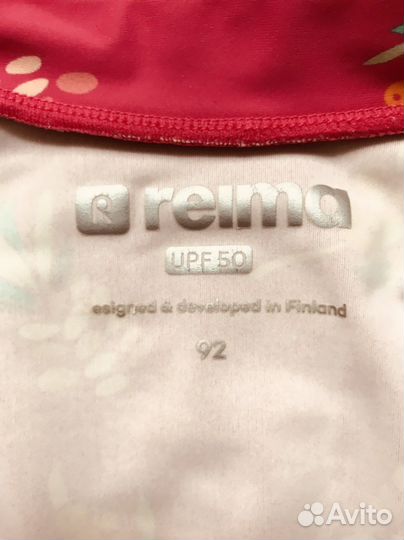 R reima
UPF 50
esigned & developed in Finland
92
Avito